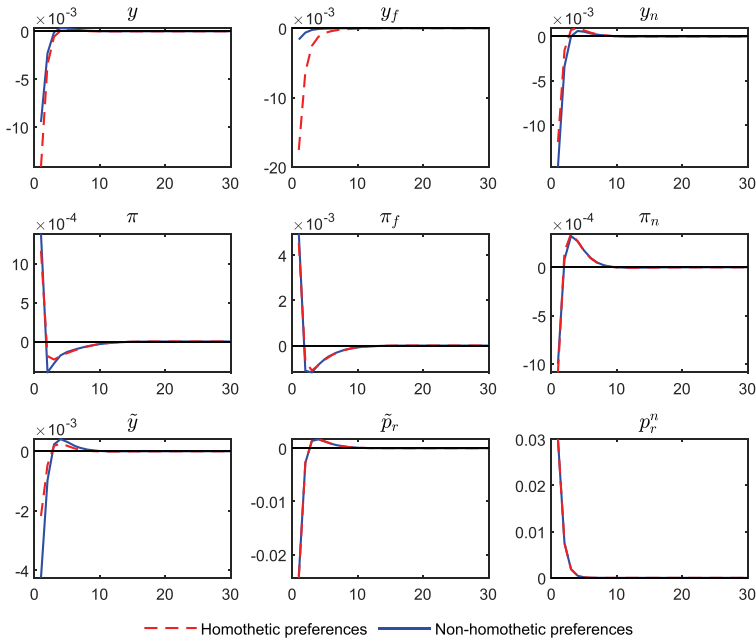 y y_f y_n
×10⁻³ ×10⁻³ ×10⁻³
0 0 0
-5 -5
-10 -10 -10
-20
0 10 20 30 0 10 20 30 0 10 20 30
π π_f π_n
×10⁻⁴ ×10⁻³ ×10⁻⁴
10 4 0
5 2
0 0 -10
0 10 20 30 0 10 20 30 0 10 20 30
ỹ p̃_r p_r^n
×10⁻³ 0.03
0 0
-2 -0.01 0.02
0.01
-4 -0.02 0
0 10 20 30 0 10 20 30 0 10 20 30
Homothetic preferences Non-homothetic preferences